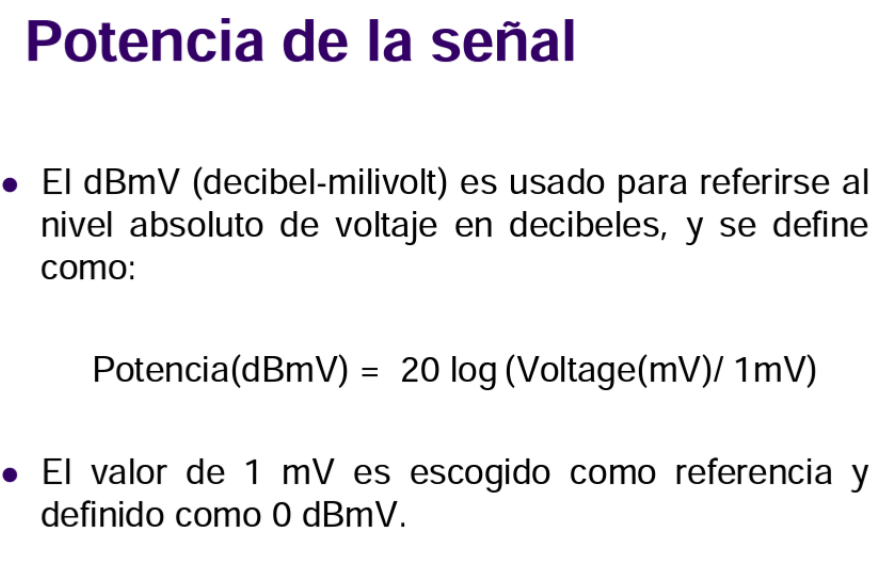 Potencia de la señal
• El dBmV (decibel-milivolt) es usado para referirse al
nivel absoluto de voltaje en decibeles, y se define
como:
Potencia(dBmV) = 20 log (Voltage(mV)/ 1mV)
• El valor de 1 mV es escogido como referencia y
definido como 0 dBmV.